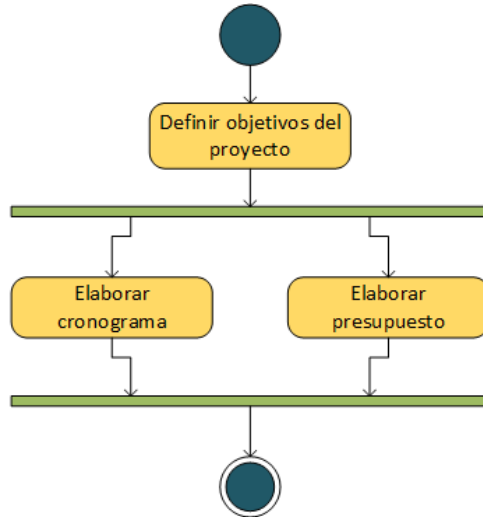 Definir objetivos del
proyecto
Elaborar
cronograma
Elaborar
presupuesto